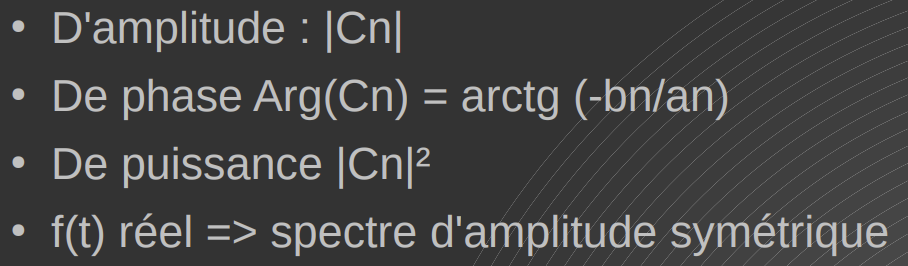 • D'amplitude : |Cn|
• De phase Arg(Cn) = arctg (-bn/an)
• De puissance |Cn|²
• f(t) réel => spectre d'amplitude symétrique